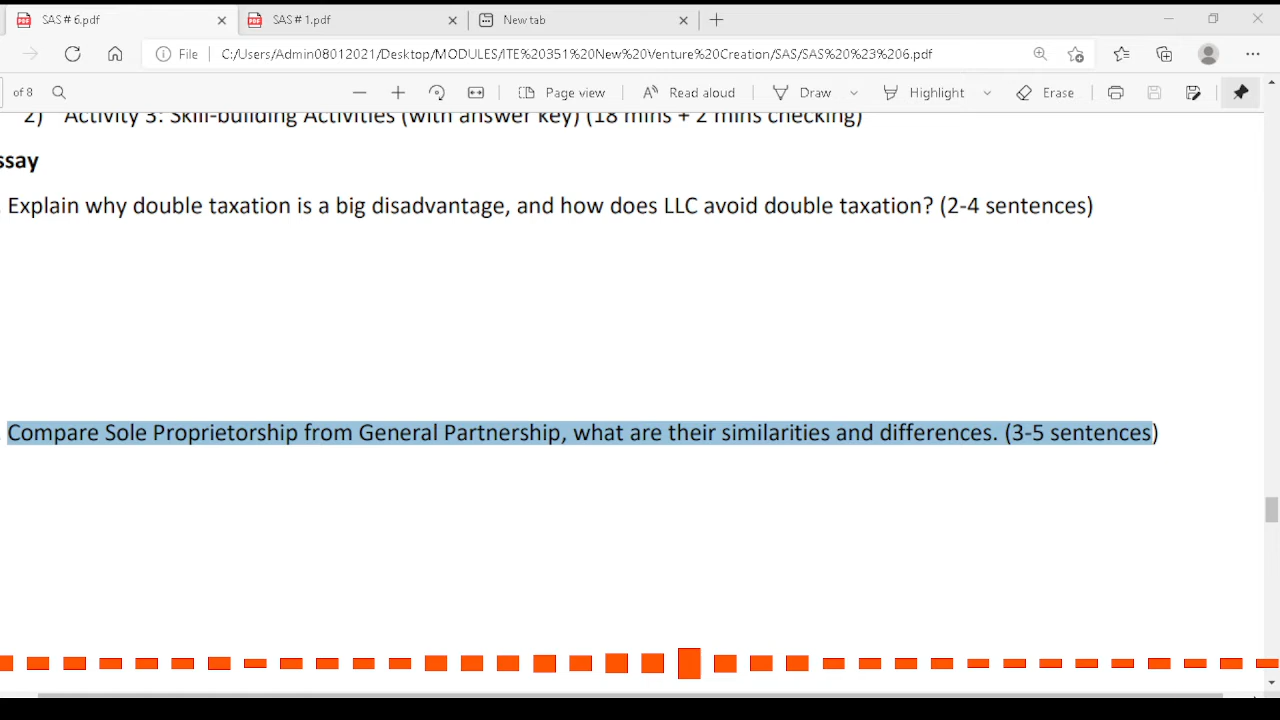 SAS # 6.pdf
SAS # 1.pdf
New tab
File C:/Users/Admin08012021/Desktop/MODULES/ITE%20351%20New%20Venture%20Creation/SAS/SAS%20%23%206.pdf
of 8
Page view
Read aloud
Draw
Highlight
Erase
2) Activity 3: Skill-building Activities (with answer key) (18 mins + 2 mins checking)
ssay
. Explain why double taxation is a big disadvantage, and how does LLC avoid double taxation? (2-4 sentences)
. Compare Sole Proprietorship from General Partnership, what are their similarities and differences. (3-5 sentences)